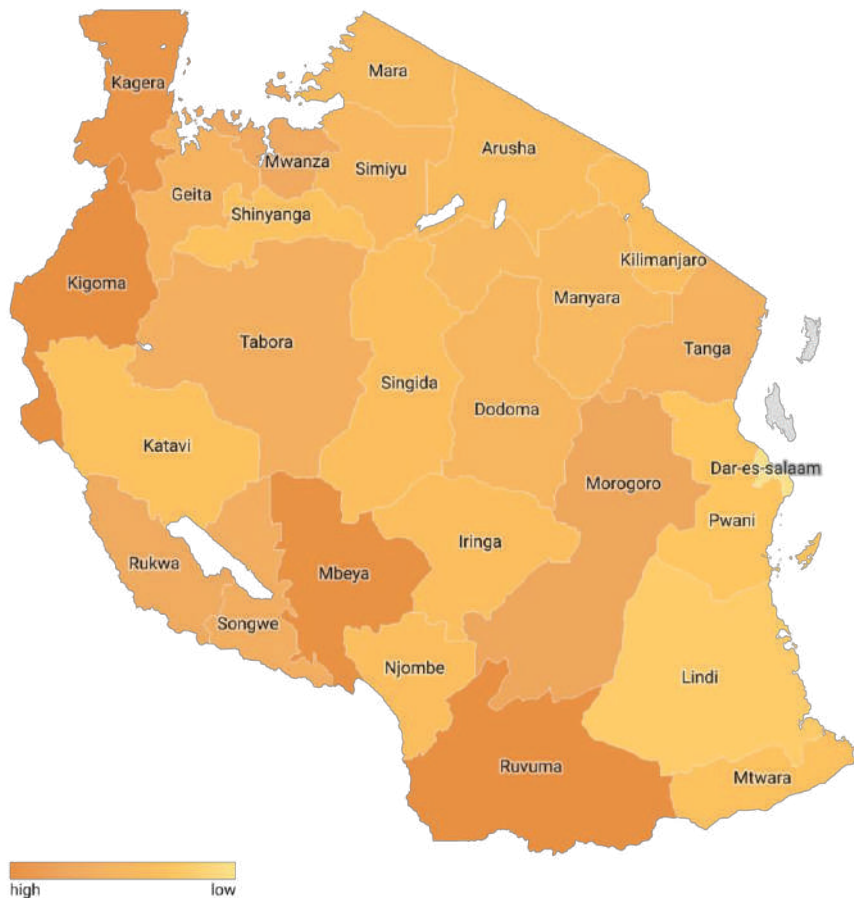 Mara
Kagera
Arusha
Mwanza
Simiyu
Geita
Shinyanga
Kilimanjaro
Kigoma
Manyara
Tabora
Tanga
Singida
Dodoma
Katavi
Dar-es-salaam
Morogoro
Pwani
Iringa
Rukwa
Mbeya
Songwe
Njombe
Lindi
Ruvuma
Mtwara
high low